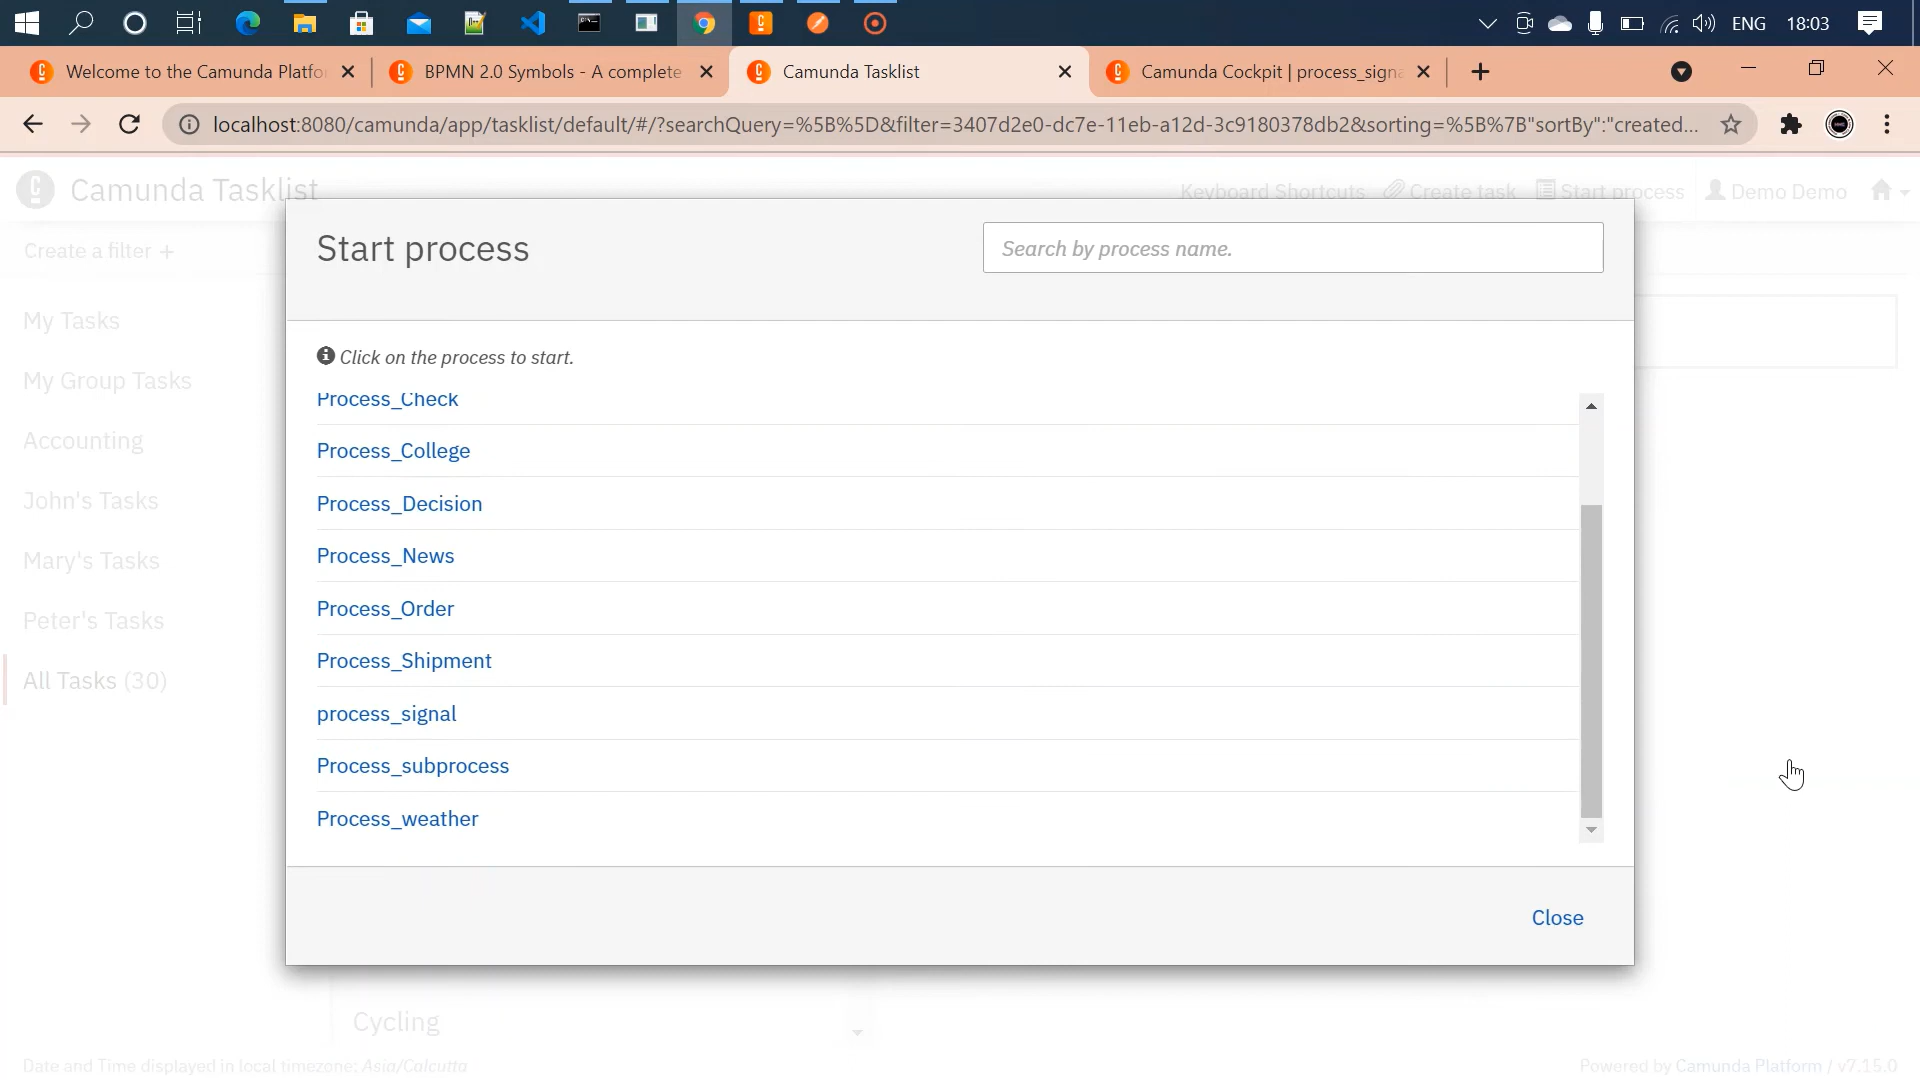 ENG 18:03
Welcome to the Camunda Platfo
BPMN 2.0 Symbols - A complete
Camunda Tasklist
Camunda Cockpit | process_signa
localhost:8080/camunda/app/tasklist/default/#/?searchQuery=%5B%5D&filter=3407d2e0-dc7e-11eb-a12d-3c9180378db2&sorting=%5B%7B"sortBy":"created...
Camunda Tasklist
Keyboard Shortcuts Create task Start process Demo Demo
Create a filter +
My Tasks
My Group Tasks
Accounting
John's Tasks
Mary's Tasks
Peter's Tasks
All Tasks (30)
Start process
Search by process name.
Click on the process to start.
Process_Check
Process_College
Process_Decision
Process_News
Process_Order
Process_Shipment
process_signal
Process_subprocess
Process_weather
Close
Cycling
Date and Time displayed in local timezone: Asia/Calcutta
Powered by Camunda Platform / v7.15.0